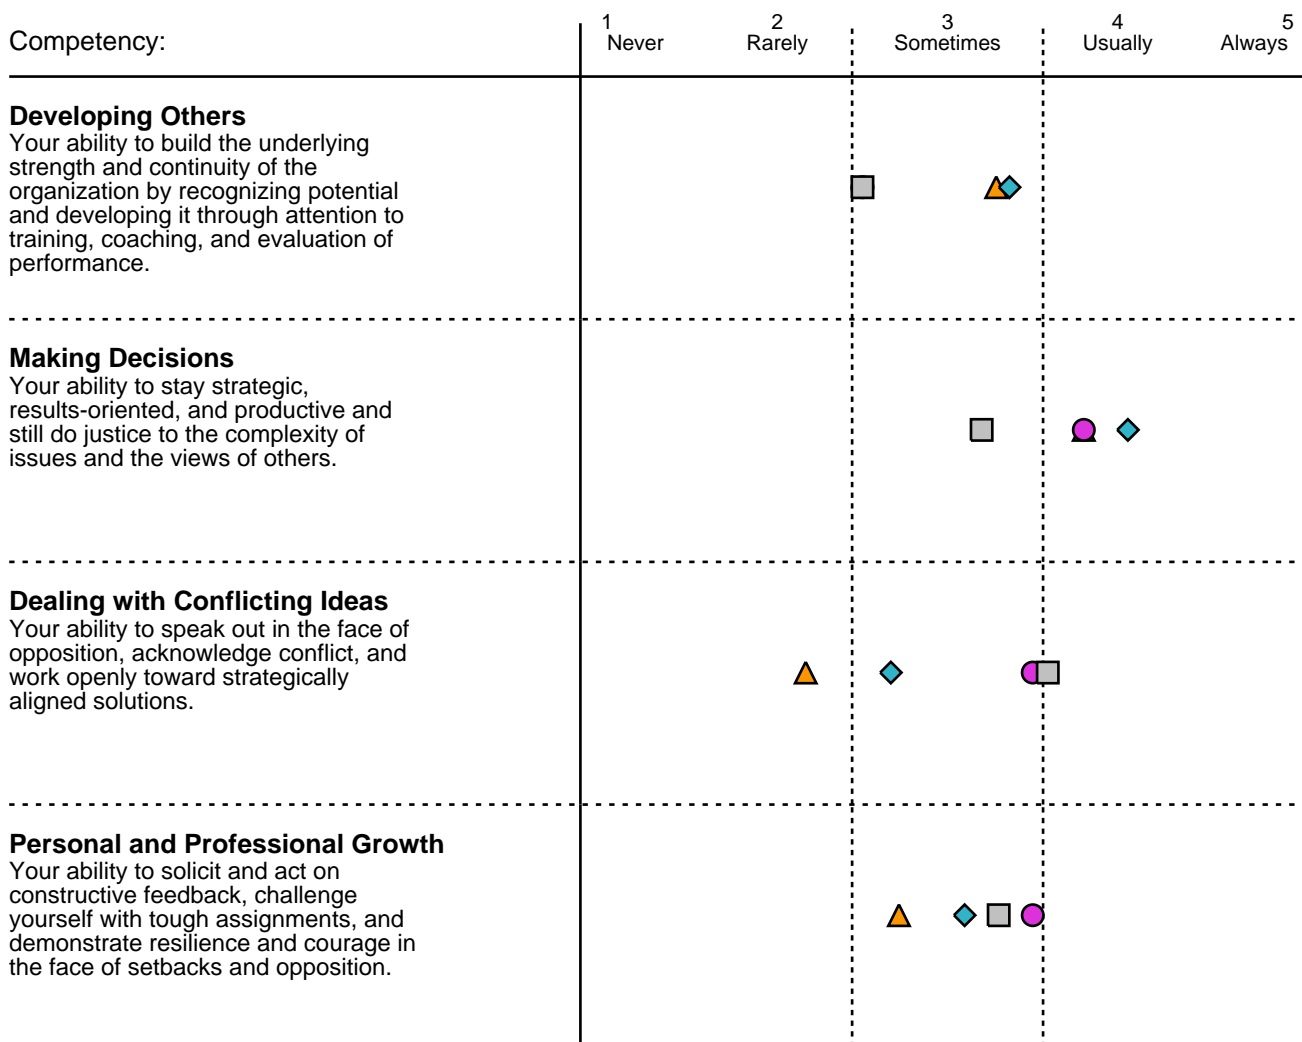 1 2 3 4 5
Competency: Never Rarely Sometimes Usually Always
Developing Others
Your ability to build the underlying
strength and continuity of the
organization by recognizing potential
and developing it through attention to
training, coaching, and evaluation of
performance.
Making Decisions
Your ability to stay strategic,
results-oriented, and productive and
still do justice to the complexity of
issues and the views of others.
Dealing with Conflicting Ideas
Your ability to speak out in the face of
opposition, acknowledge conflict, and
work openly toward strategically
aligned solutions.
Personal and Professional Growth
Your ability to solicit and act on
constructive feedback, challenge
yourself with tough assignments, and
demonstrate resilience and courage in
the face of setbacks and opposition.